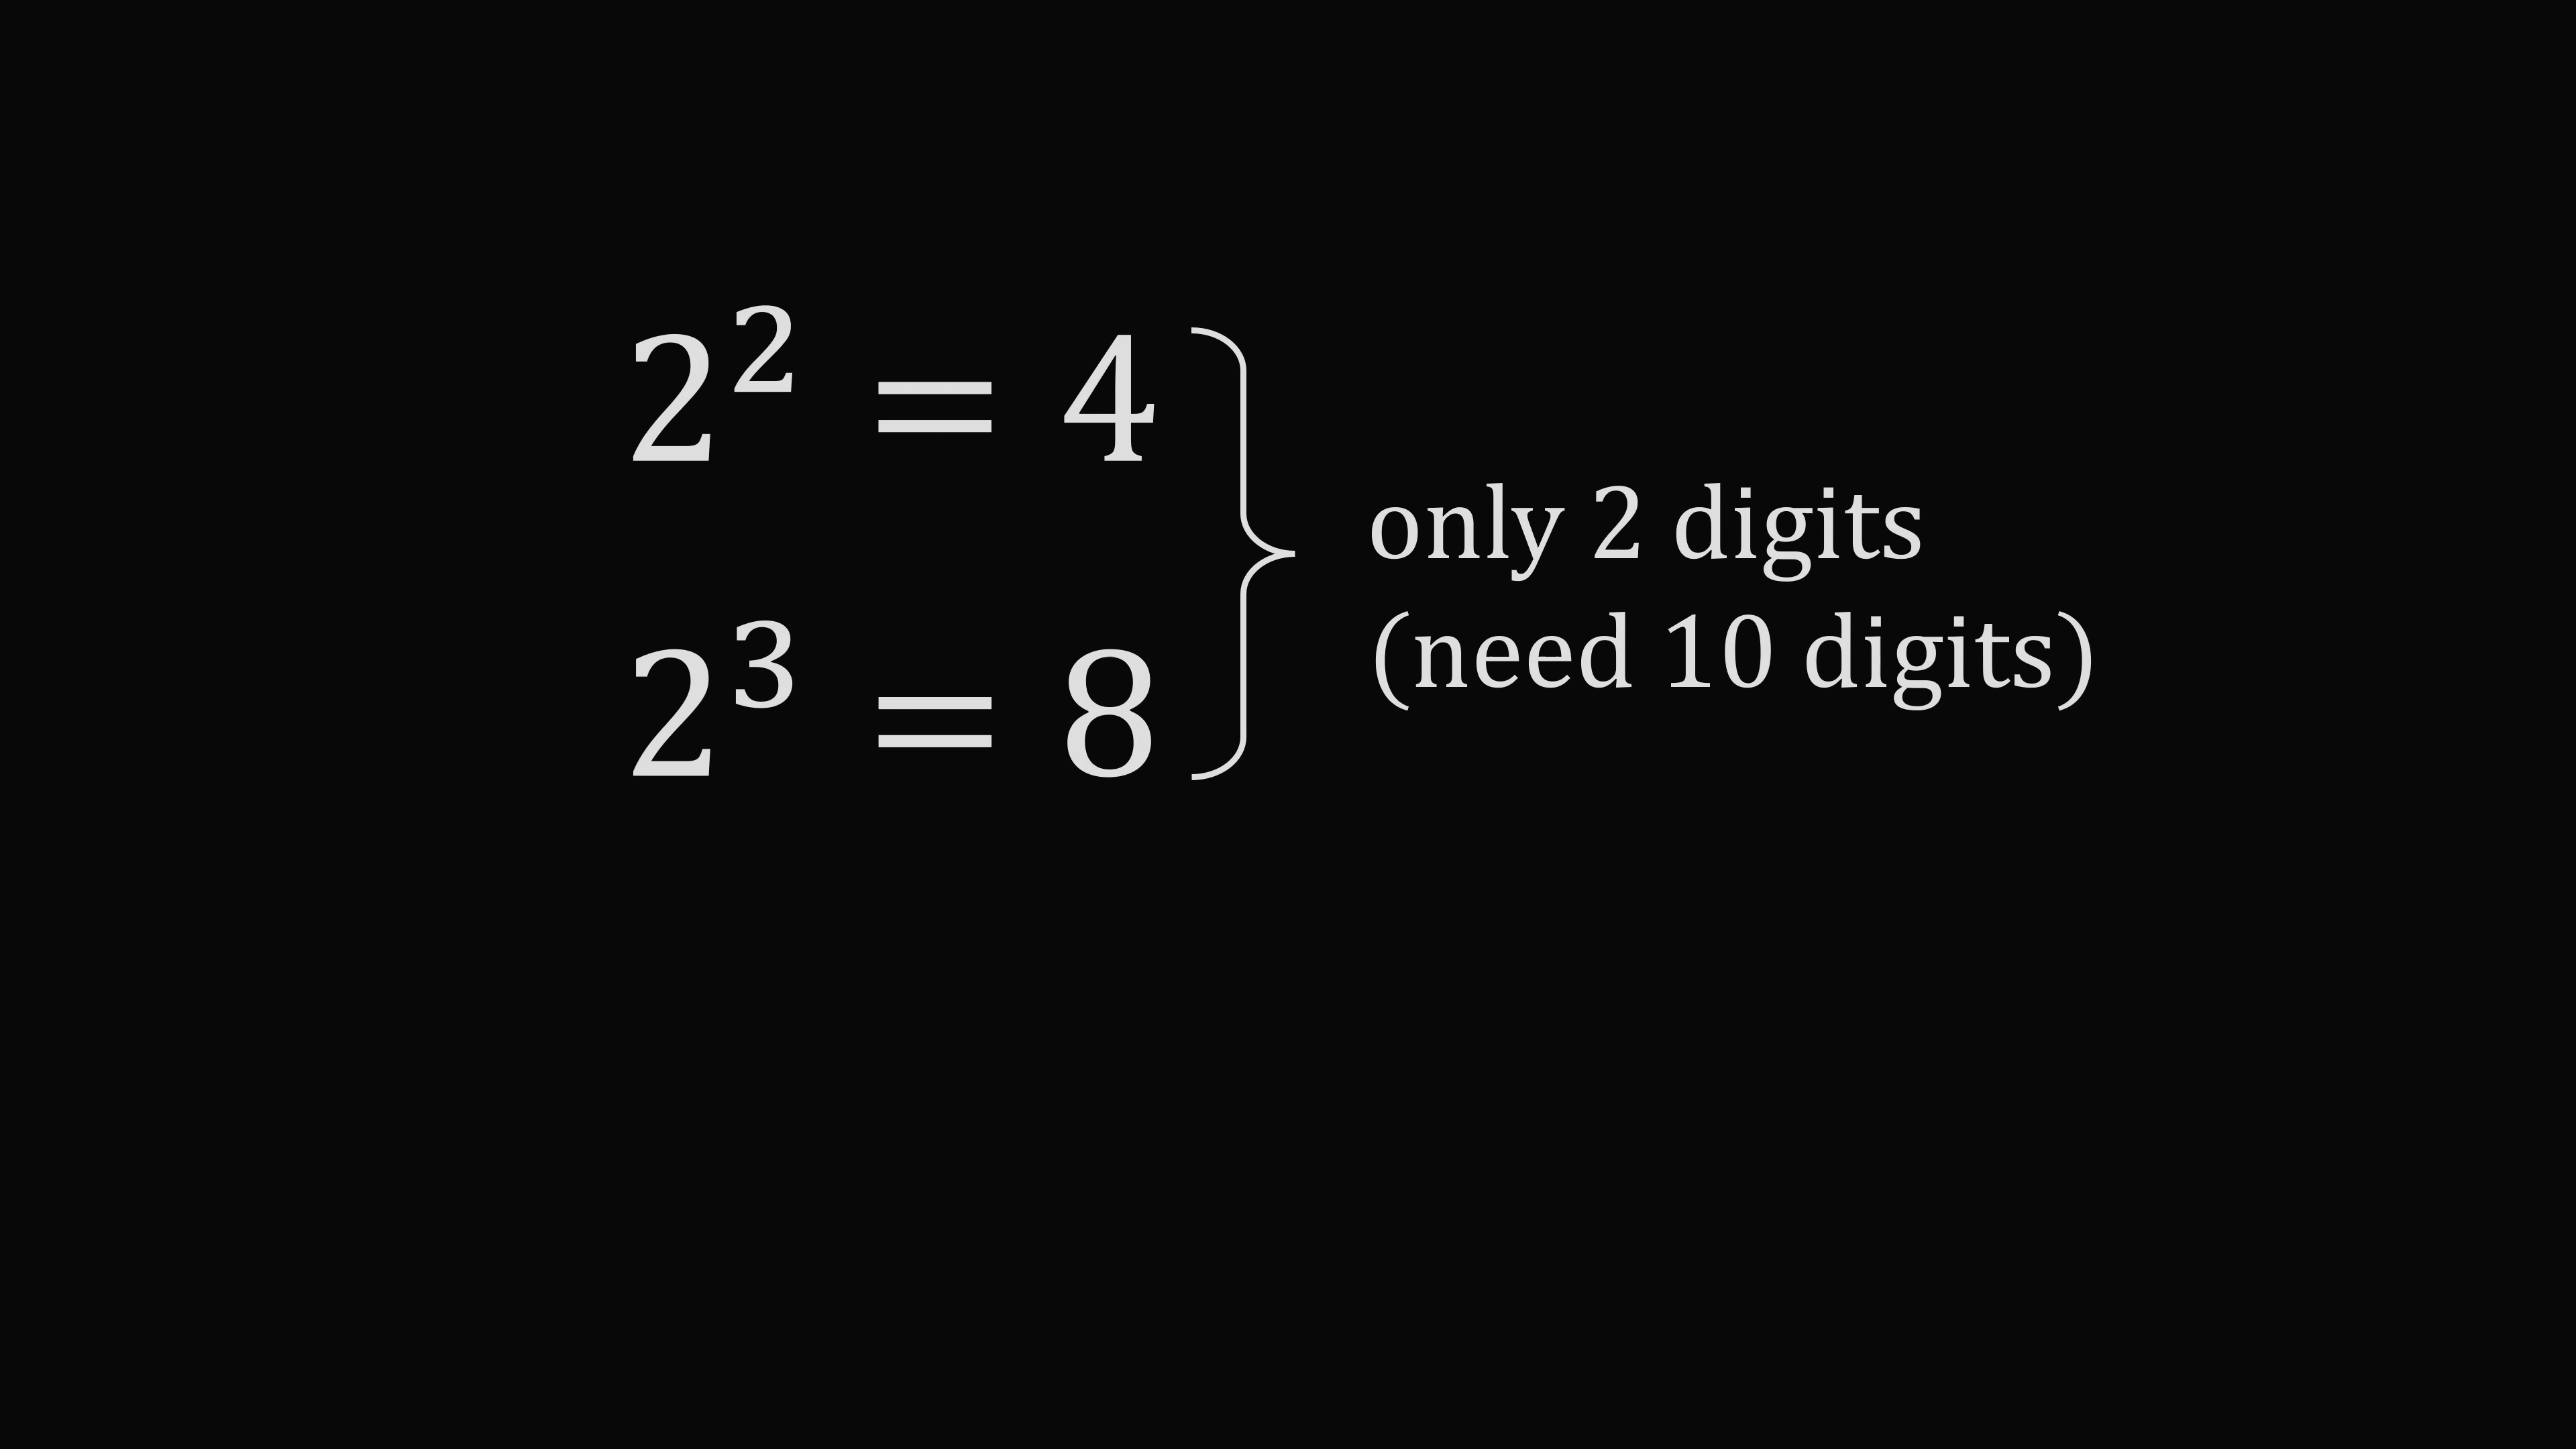 2² = 4
2³ = 8
only 2 digits
(need 10 digits)